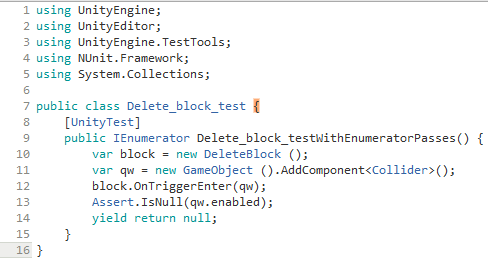 1 using UnityEngine;
2 using UnityEditor;
3 using UnityEngine.TestTools;
4 using NUnit.Framework;
5 using System.Collections;
6
7 public class Delete_block_test {
8     [UnityTest]
9     public IEnumerator Delete_block_testWithEnumeratorPasses() {
10         var block = new DeleteBlock ();
11         var qw = new GameObject ().AddComponent<Collider>();
12         block.OnTriggerEnter(qw);
13         Assert.IsNull(qw.enabled);
14         yield return null;
15     }
16 }